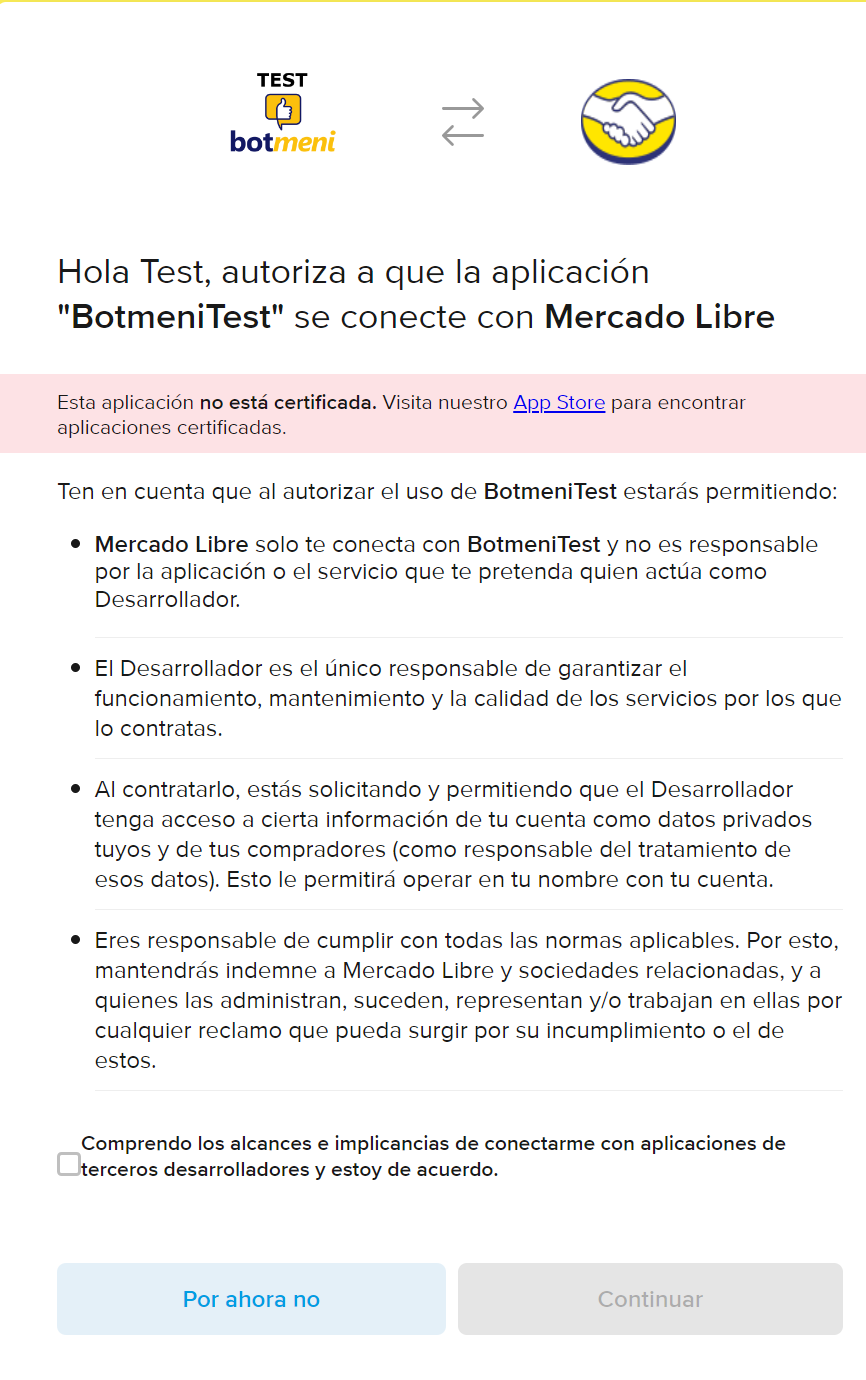 TEST
botmeni
Hola Test, autoriza a que la aplicación
"BotmeniTest" se conecte con Mercado Libre
Esta aplicación no está certificada. Visita nuestro App Store para encontrar
aplicaciones certificadas.
Ten en cuenta que al autorizar el uso de BotmeniTest estarás permitiendo:
Mercado Libre solo te conecta con BotmeniTest y no es responsable
por la aplicación o el servicio que te pretenda quien actúa como
Desarrollador.
El Desarrollador es el único responsable de garantizar el
funcionamiento, mantenimiento y la calidad de los servicios por los que
lo contratas.
Al contratarlo, estás solicitando y permitiendo que el Desarrollador
tenga acceso a cierta información de tu cuenta como datos privados
tuyos y de tus compradores (como responsable del tratamiento de
esos datos). Esto le permitirá operar en tu nombre con tu cuenta.
Eres responsable de cumplir con todas las normas aplicables. Por esto,
mantendrás indemne a Mercado Libre y sociedades relacionadas, y a
quienes las administran, suceden, representan y/o trabajan en ellas por
cualquier reclamo que pueda surgir por su incumplimiento o el de
estos.
Comprendo los alcances e implicancias de conectarme con aplicaciones de
terceros desarrolladores y estoy de acuerdo.
Por ahora no
Continuar